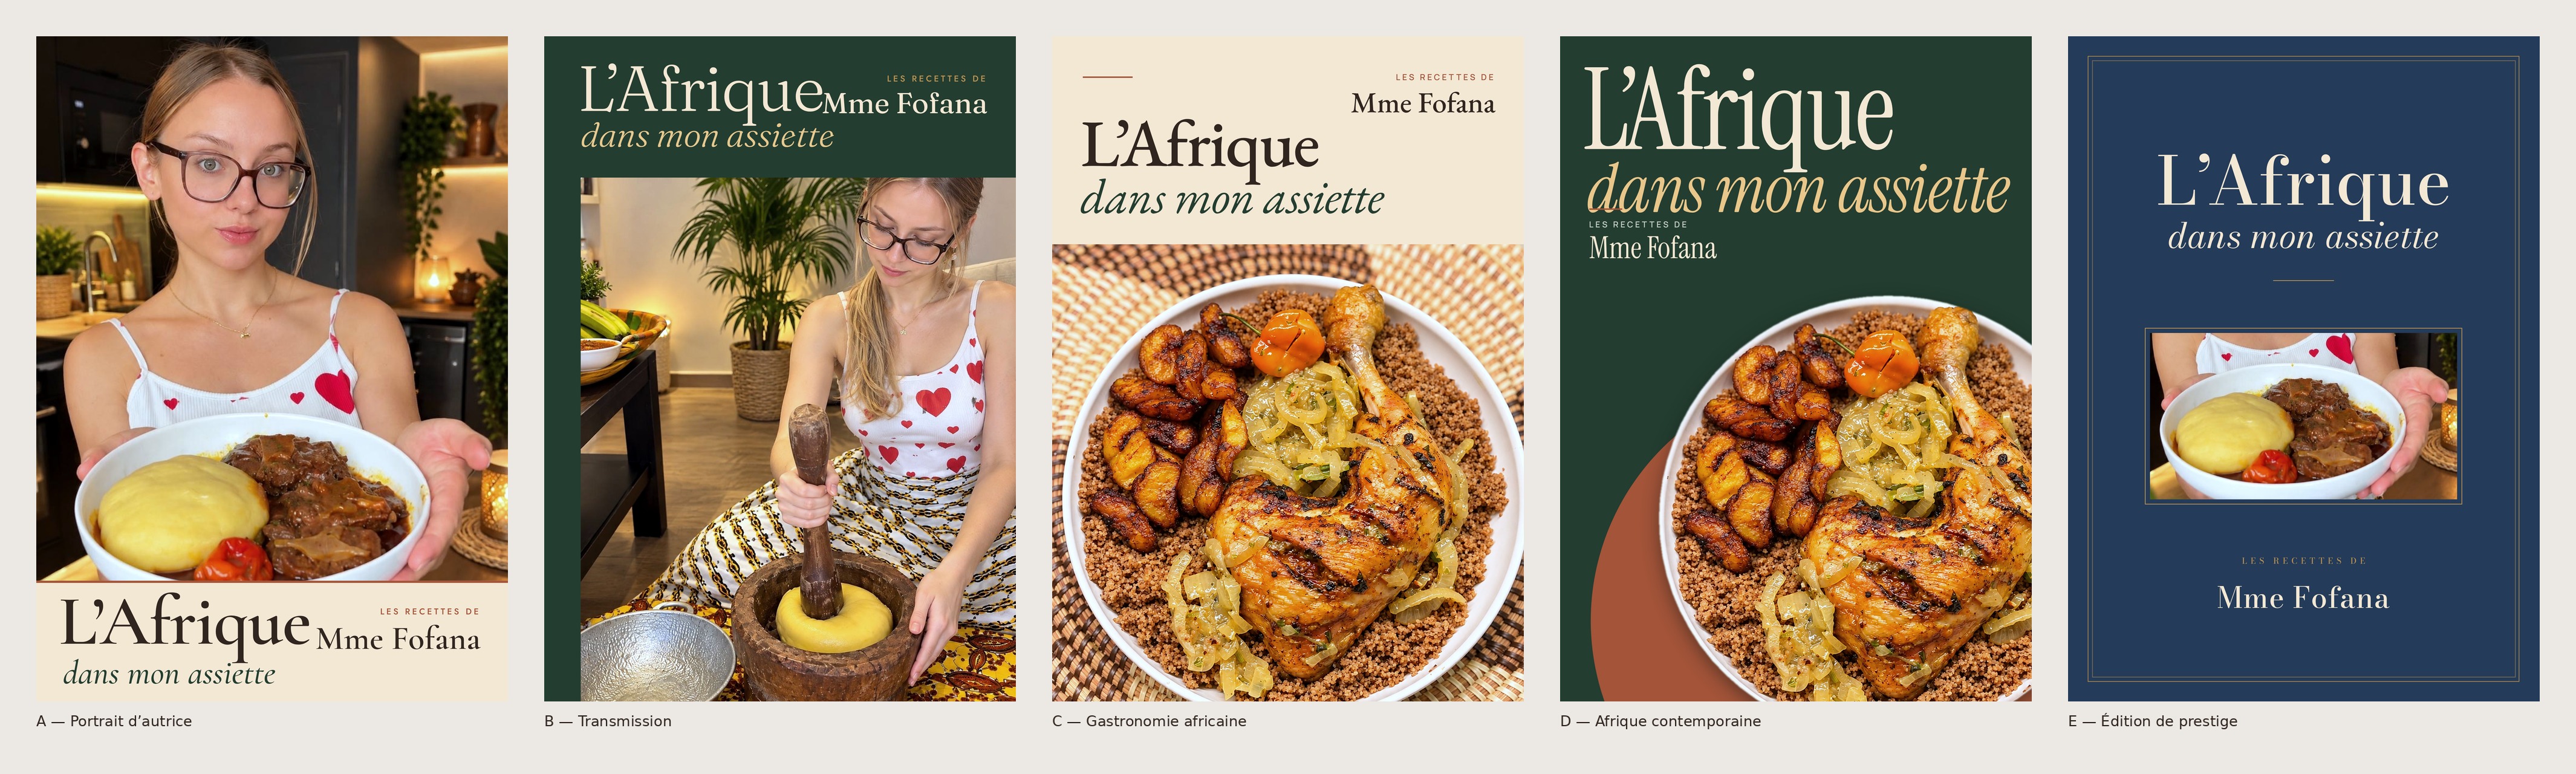 L’Afrique
dans mon assiette
LES RECETTES DE
Mme Fofana
A — Portrait d’autrice
L’Afrique
dans mon assiette
LES RECETTES DE
Mme Fofana
B — Transmission
LES RECETTES DE
Mme Fofana
L’Afrique
dans mon assiette
C — Gastronomie africaine
L’Afrique
dans mon assiette
LES RECETTES DE
Mme Fofana
D — Afrique contemporaine
L’Afrique
dans mon assiette
LES RECETTES DE
Mme Fofana
E — Édition de prestige